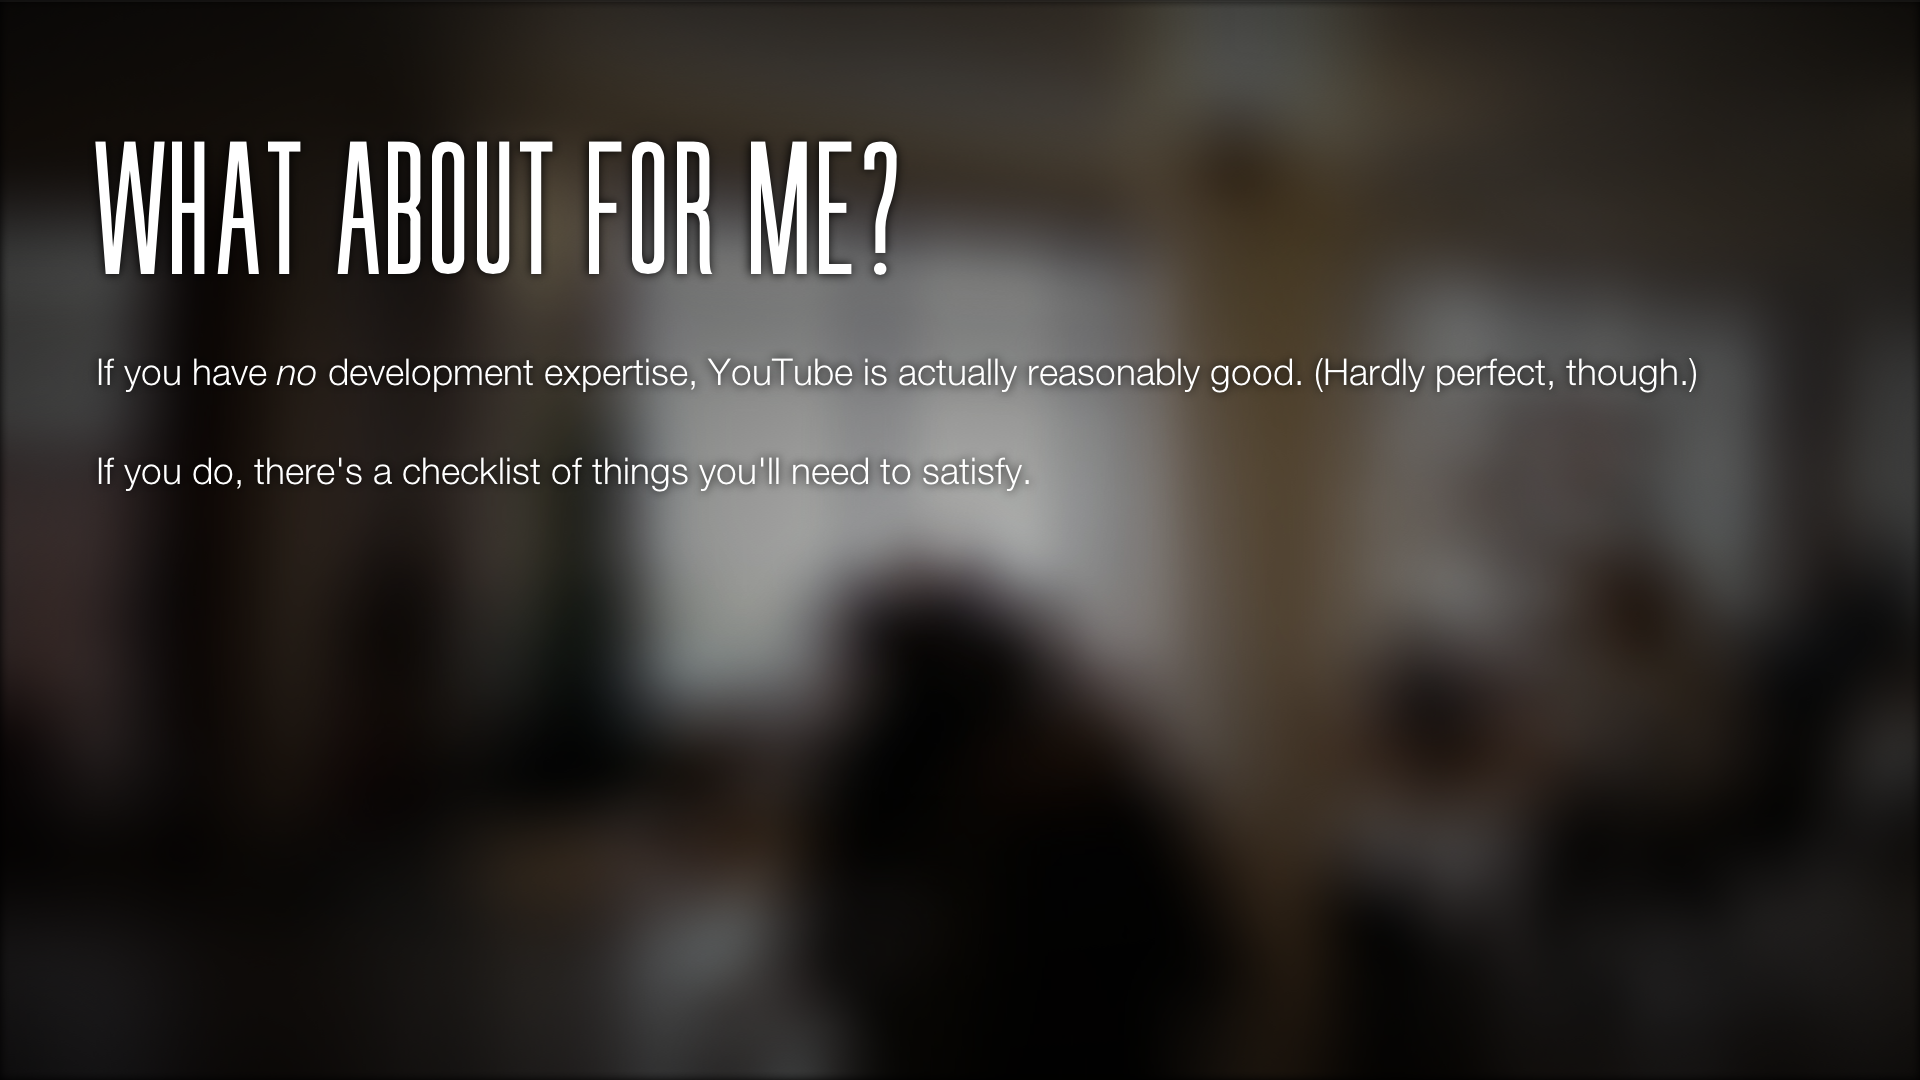 WHAT ABOUT FOR ME?
If you have no development expertise, YouTube is actually reasonably good. (Hardly perfect, though.)
If you do, there's a checklist of things you'll need to satisfy.